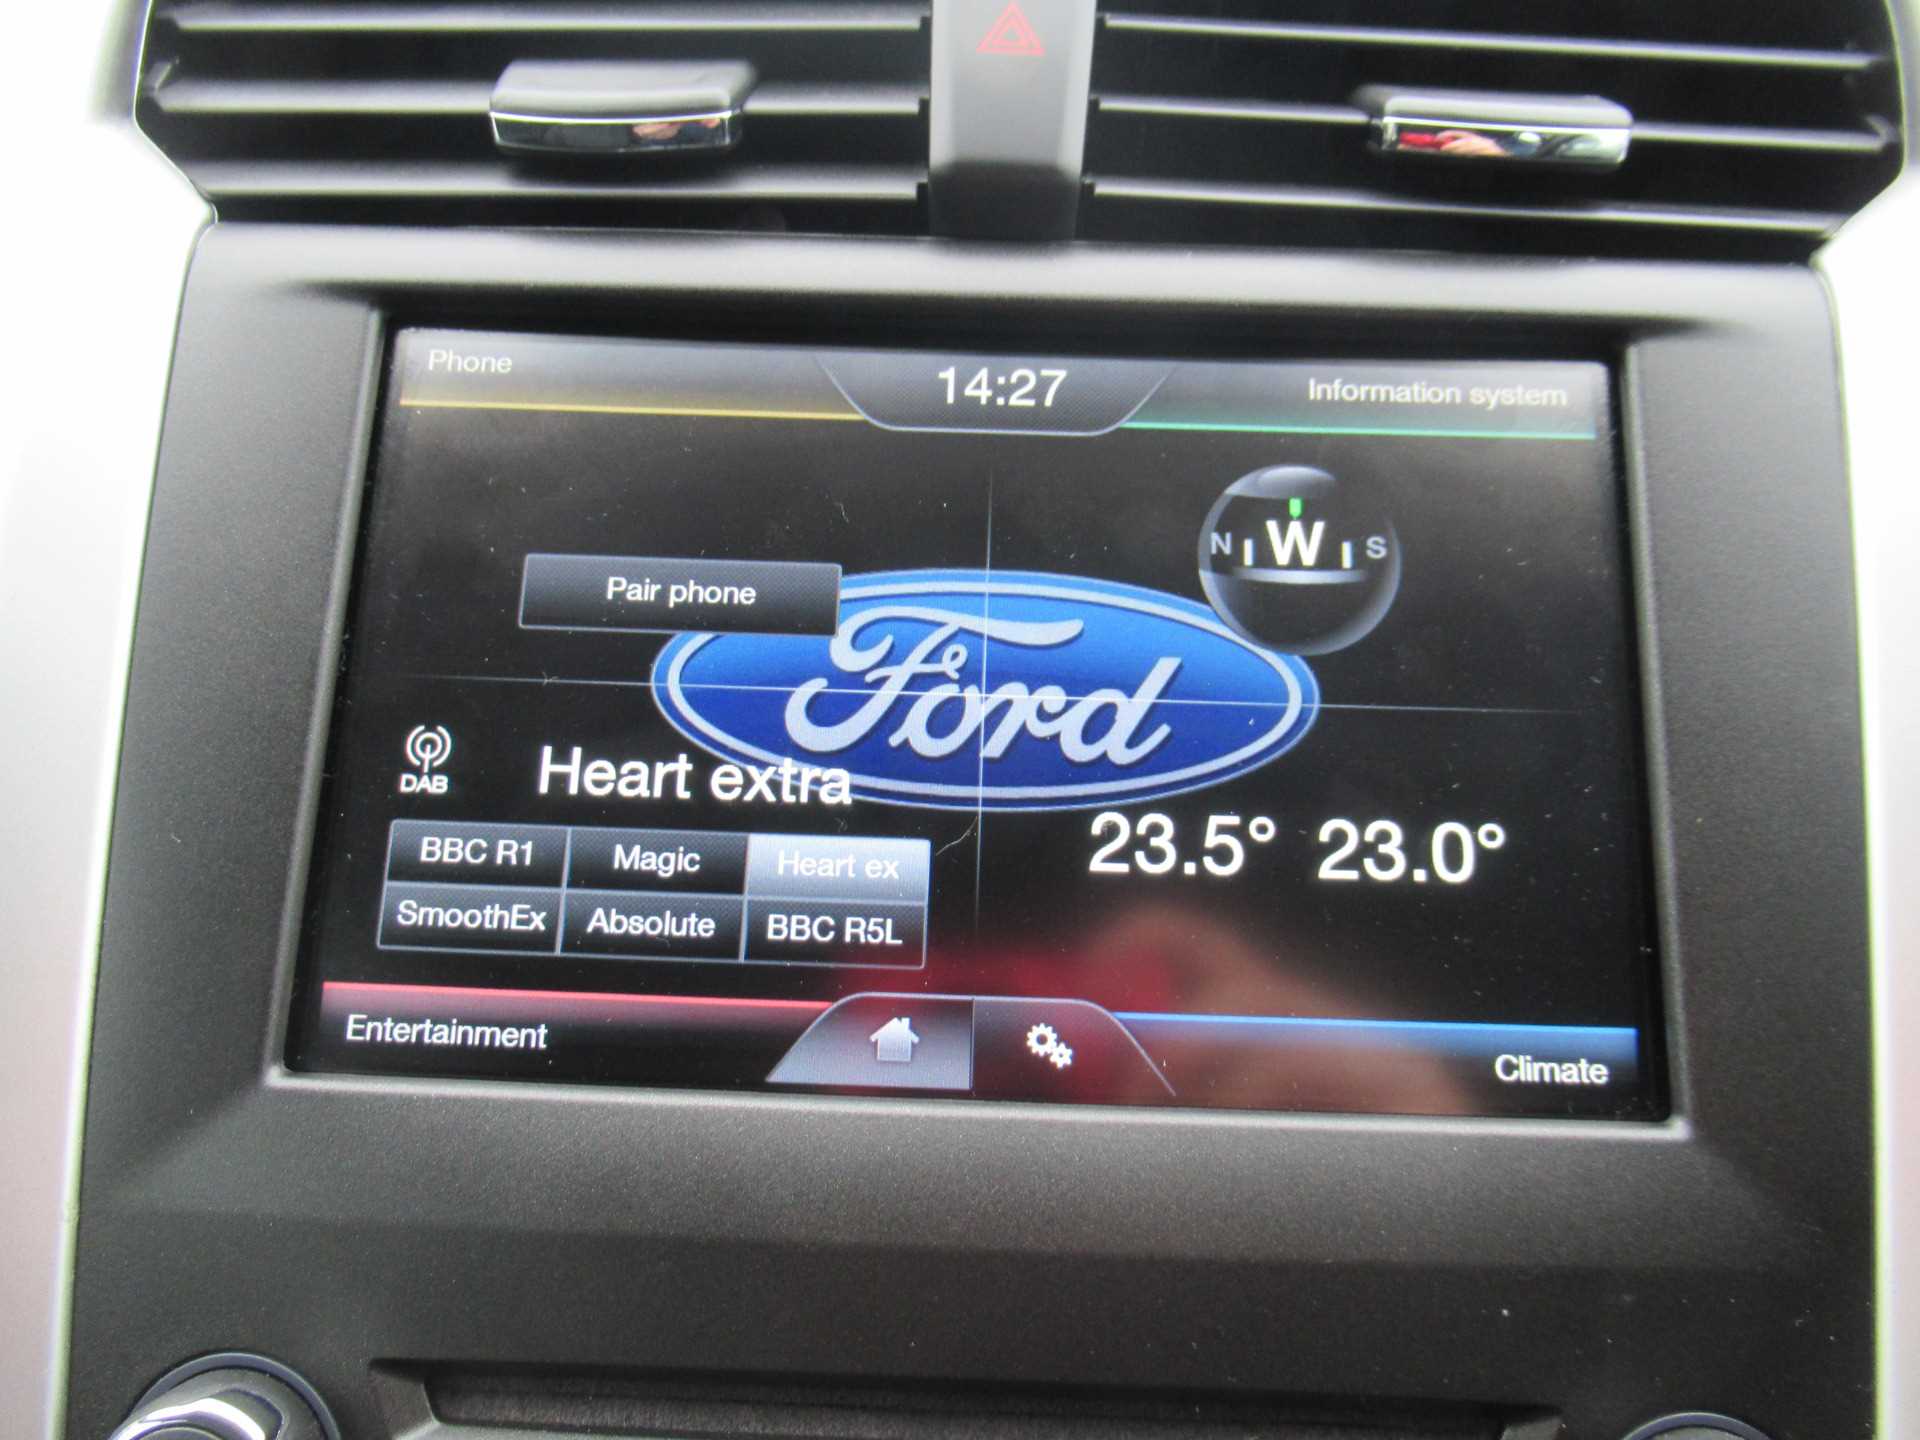 Phone
14:27
Information system
N W S
Pair phone
Ford
DAB
Heart extra
23.5° 23.0°
BBC R1 Magic Heart ex
SmoothEx Absolute BBC R5L
Entertainment
Climate